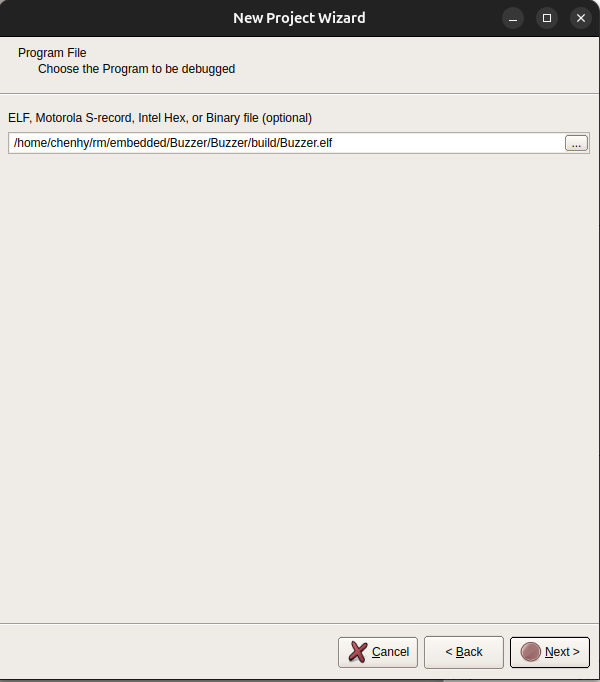 New Project Wizard
Program File
Choose the Program to be debugged
ELF, Motorola S-record, Intel Hex, or Binary file (optional)
/home/chenhy/rm/embedded/Buzzer/Buzzer/build/Buzzer.elf
...
Cancel
< Back
Next >